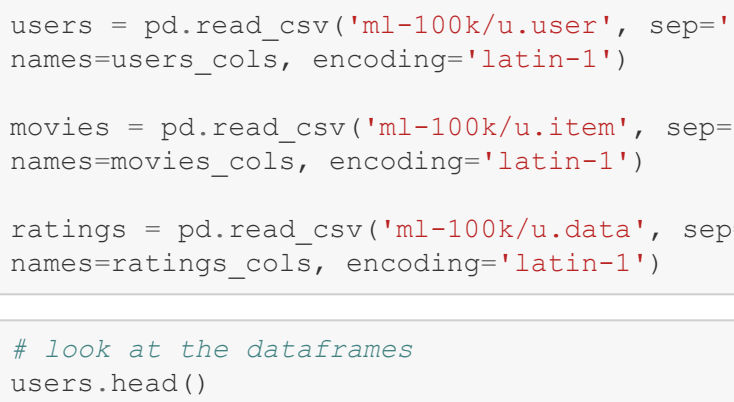 users = pd.read_csv('ml-100k/u.user', sep='
names=users_cols, encoding='latin-1')
movies = pd.read_csv('ml-100k/u.item', sep=
names=movies_cols, encoding='latin-1')
ratings = pd.read_csv('ml-100k/u.data', sep=
names=ratings_cols, encoding='latin-1')
# look at the dataframes
users.head()